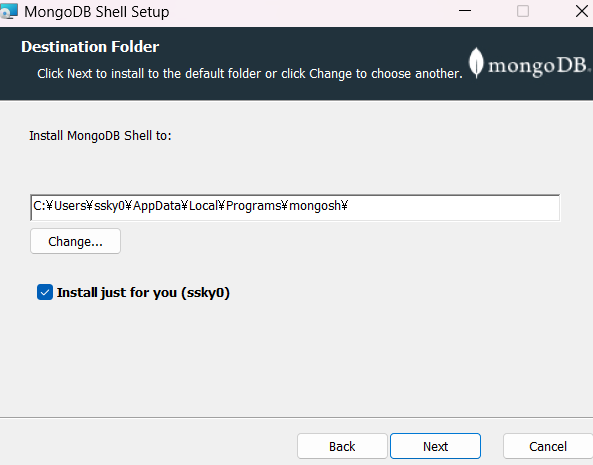 MongoDB Shell Setup
Destination Folder
Click Next to install to the default folder or click Change to choose another.
mongoDB.
Install MongoDB Shell to:
C:¥Users¥ssky0¥AppData¥Local¥Programs¥mongosh¥
Change...
Install just for you (ssky0)
Back
Next
Cancel